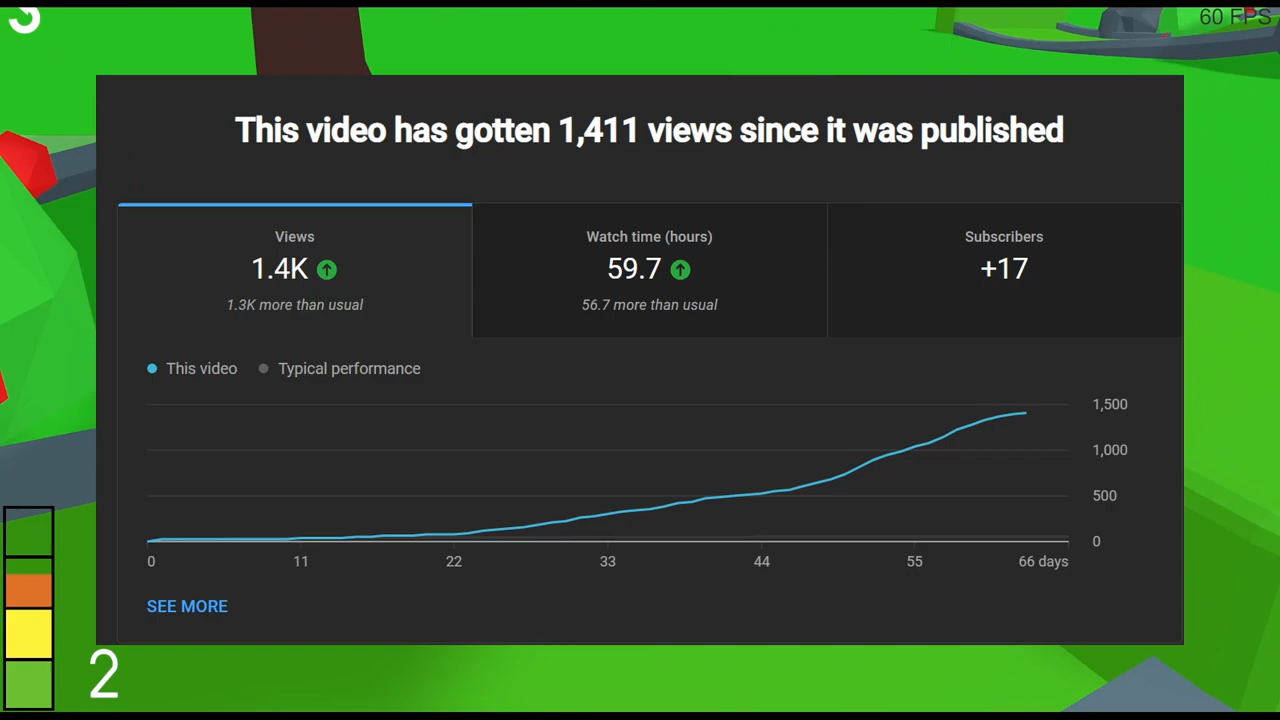 3
60 FPS
This video has gotten 1,411 views since it was published
Views
1.4K
1.3K more than usual
Watch time (hours)
59.7
56.7 more than usual
Subscribers
+17
This video
Typical performance
1,500
1,000
500
0
0 11 22 33 44 55 66 days
SEE MORE
2